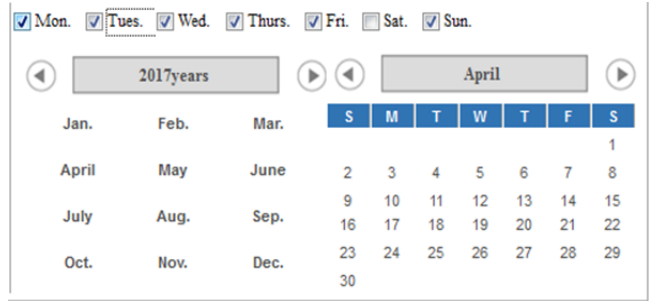 Mon. Tues. Wed. Thurs. Fri. Sat. Sun.
2017years
Jan. Feb. Mar.
April May June
July Aug. Sep.
Oct. Nov. Dec.
April
S M T W T F S
1
2 3 4 5 6 7 8
9 10 11 12 13 14 15
16 17 18 19 20 21 22
23 24 25 26 27 28 29
30